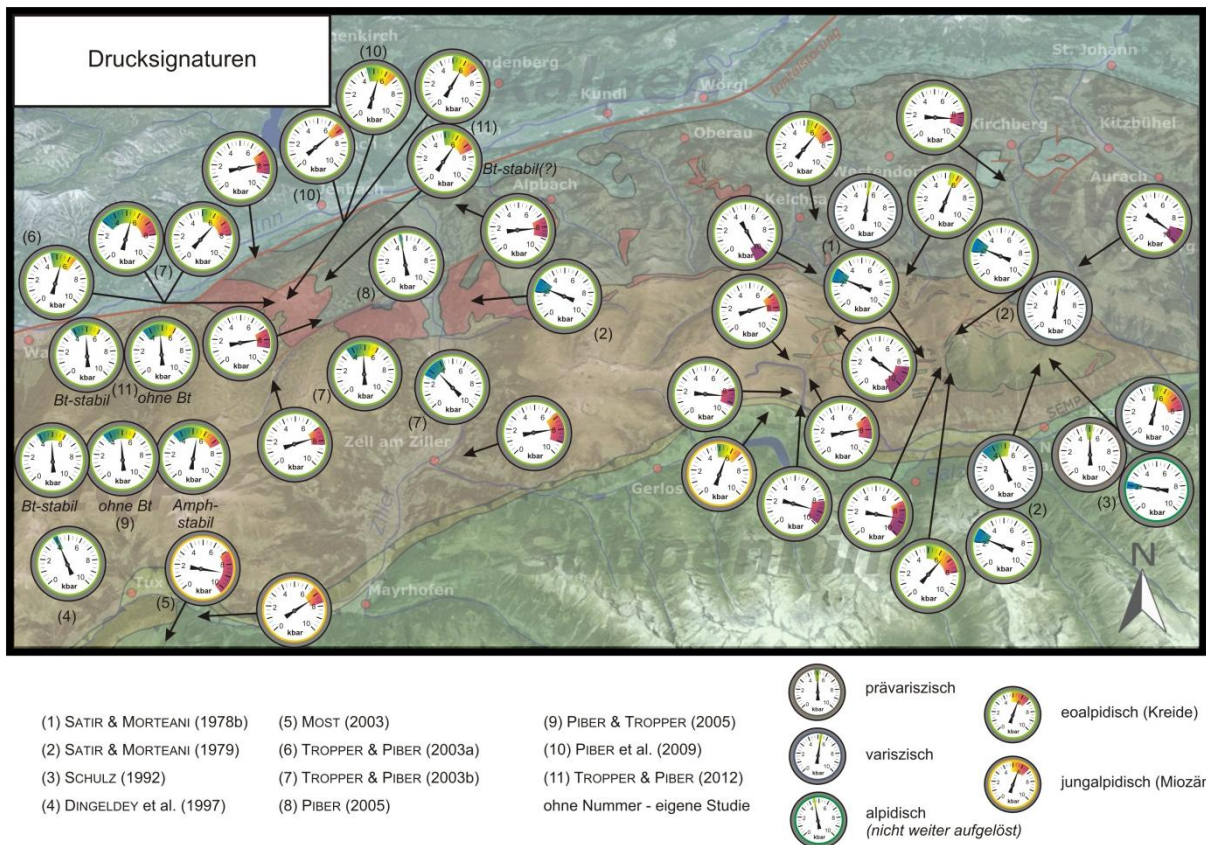 Drucksignaturen
(10)
(11)
(10)
Bt-stabil(?)
(6)
(7)
(8)
(2)
(1)
(2)
Bt-stabil
(11)
ohne Bt
(7)
(7)
Bt-stabil
ohne Bt
(9)
Amph-
stabil
(4)
(5)
(2)
(3)
kbar
Kundl
Wörgl
St. Johann
Inntalstörung
Oberau
Kirchberg
Kitzbühel
Alpbach
Aurach
Zell am Ziller
Gerlos
Mayrhofen
SEMP
N
(1) SATIR & MORTEANI (1978b)
(2) SATIR & MORTEANI (1979)
(3) SCHULZ (1992)
(4) DINGELDEY et al. (1997)
(5) MOST (2003)
(6) TROPPER & PIBER (2003a)
(7) TROPPER & PIBER (2003b)
(8) PIBER (2005)
(9) PIBER & TROPPER (2005)
(10) PIBER et al. (2009)
(11) TROPPER & PIBER (2012)
ohne Nummer - eigene Studie
prävariszisch
variszisch
alpidisch
(nicht weiter aufgelöst)
eoalpidisch (Kreide)
jungalpidisch (Miozän